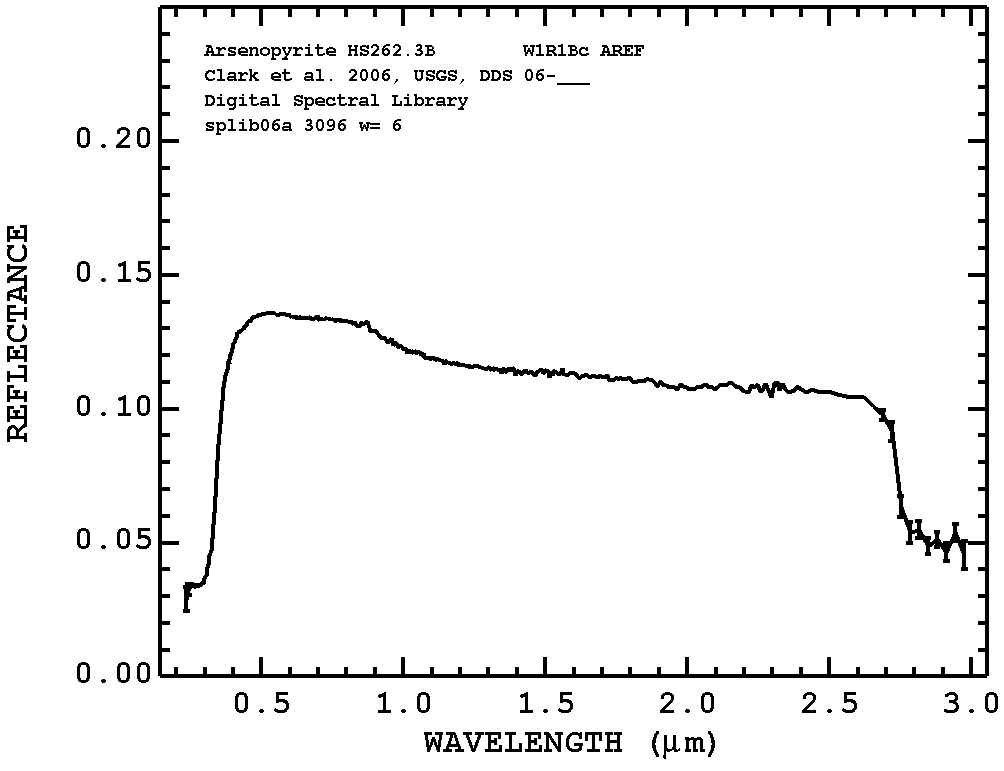 Arsenopyrite HS262.3B W1R1Bc AREF
Clark et al. 2006, USGS, DDS 06-___
Digital Spectral Library
splib06a 3096 w= 6
0.20
0.15
0.10
0.05
0.00
REFLECTANCE
0.5 1.0 1.5 2.0 2.5 3.0
WAVELENGTH (μm)